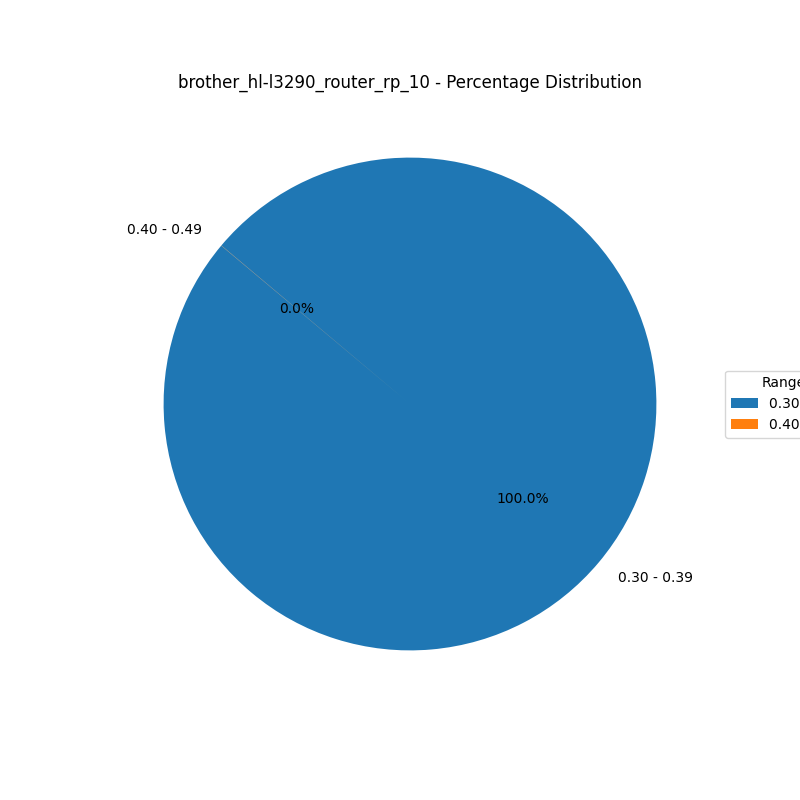 brother_hl-l3290_router_rp_10 - Percentage Distribution
0.40 - 0.49
0.0%
Range
0.30
0.40
100.0%
0.30 - 0.39